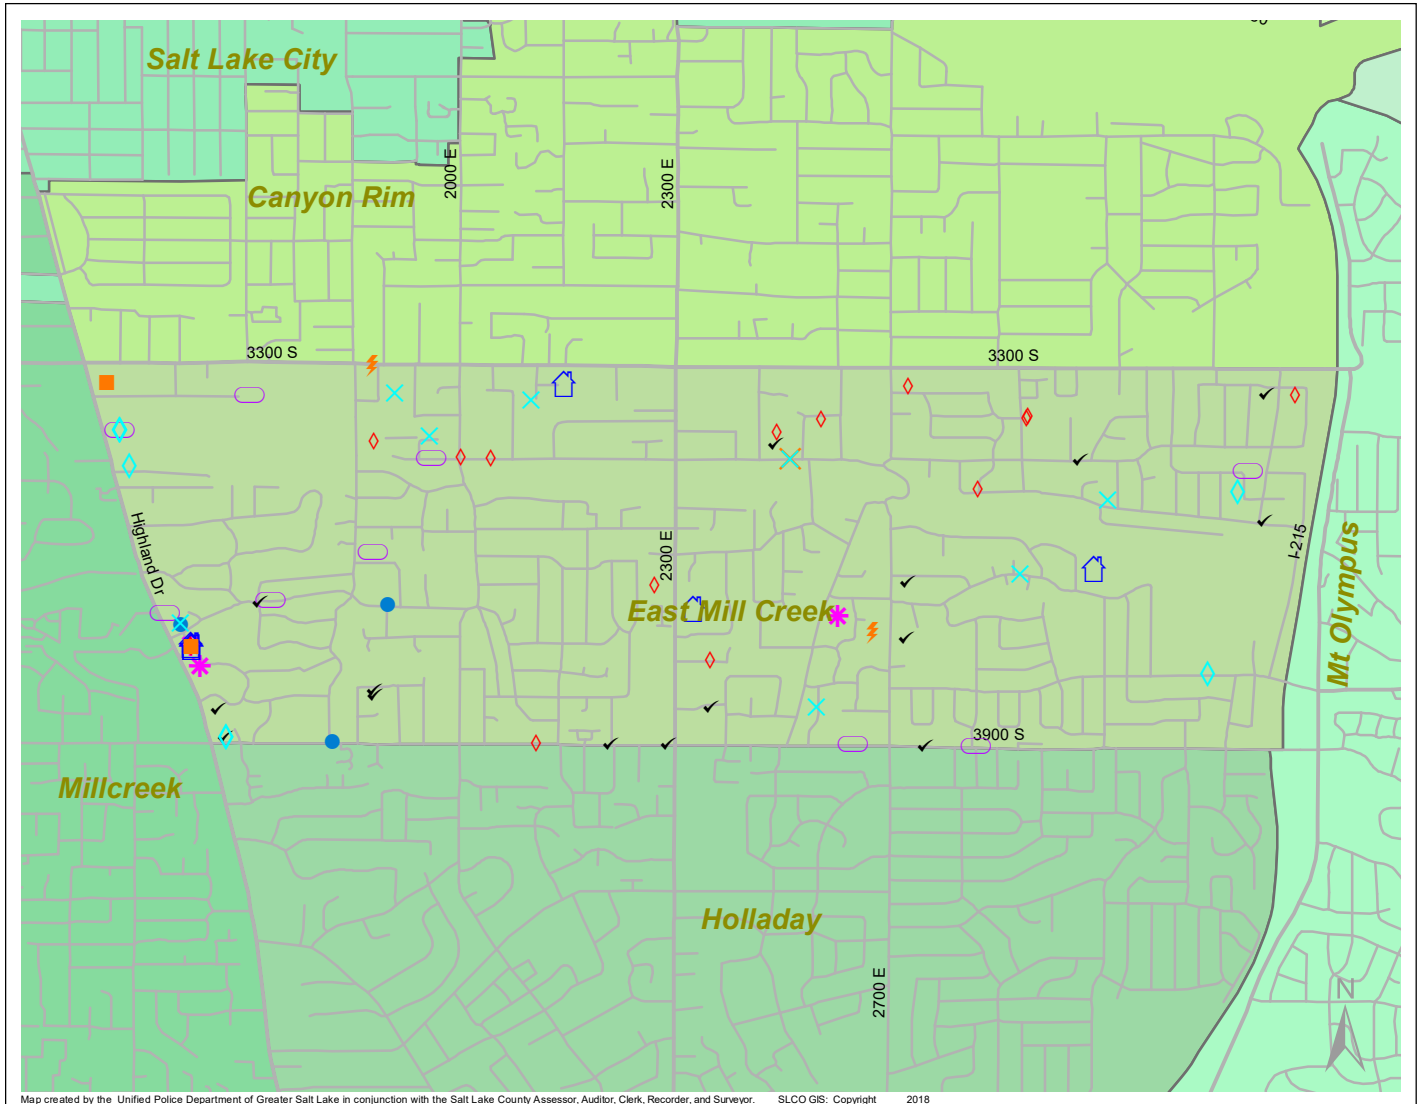 Salt Lake City
Canyon Rim
2000 E
2300 E
3300 S
3300 S
Highland Dr
2300 E
East Mill Creek
I-215
Mt Olympus
3900 S
Millcreek
Holladay
2700 E
N
Map created by the Unified Police Department of Greater Salt Lake in conjunction with the Salt Lake County Assessor, Auditor, Clerk, Recorder, and Surveyor. SLCO GIS: Copyright 2018